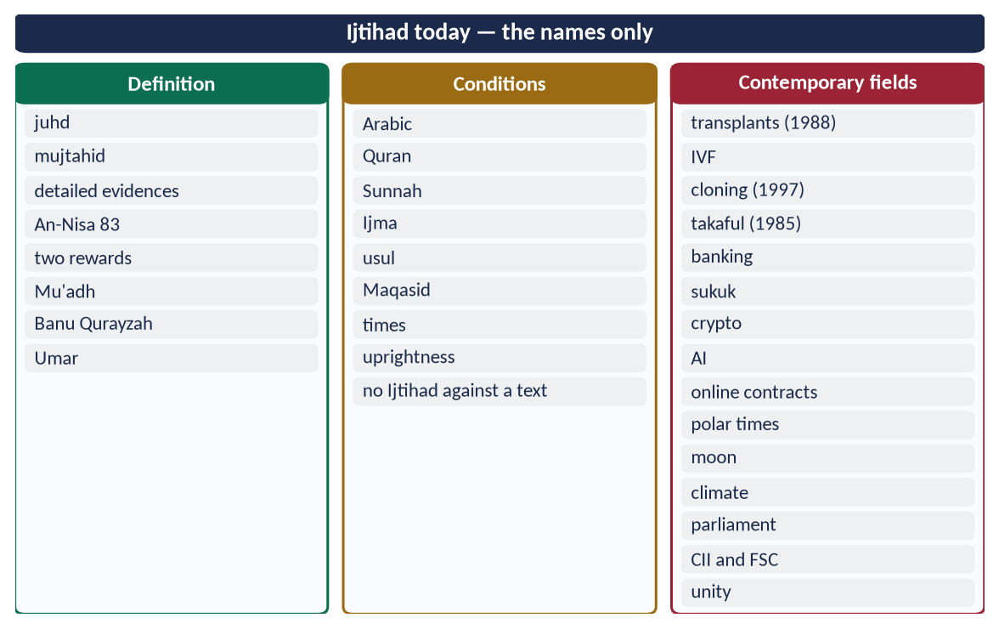 Ijtihad today — the names only
Definition
juhd
mujtahid
detailed evidences
An-Nisa 83
two rewards
Mu'adh
Banu Qurayzah
Umar
Conditions
Arabic
Quran
Sunnah
Ijma
usul
Maqasid
times
uprightness
no Ijtihad against a text
Contemporary fields
transplants (1988)
IVF
cloning (1997)
takaful (1985)
banking
sukuk
crypto
AI
online contracts
polar times
moon
climate
parliament
CII and FSC
unity